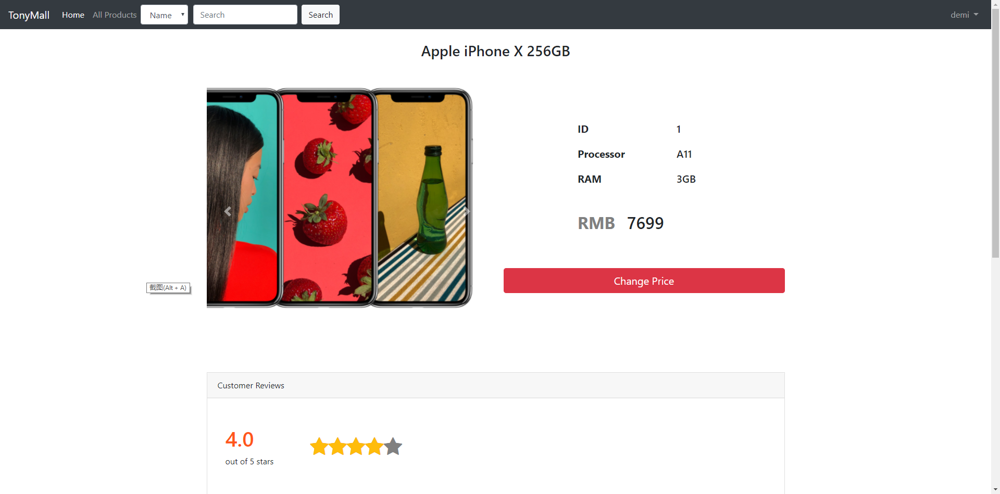 TonyMall Home All Products Name Search Search demi
Apple iPhone X 256GB
ID 1
Processor A11
RAM 3GB
RMB 7699
Change Price
截图(Alt + A)
Customer Reviews
4.0
out of 5 stars